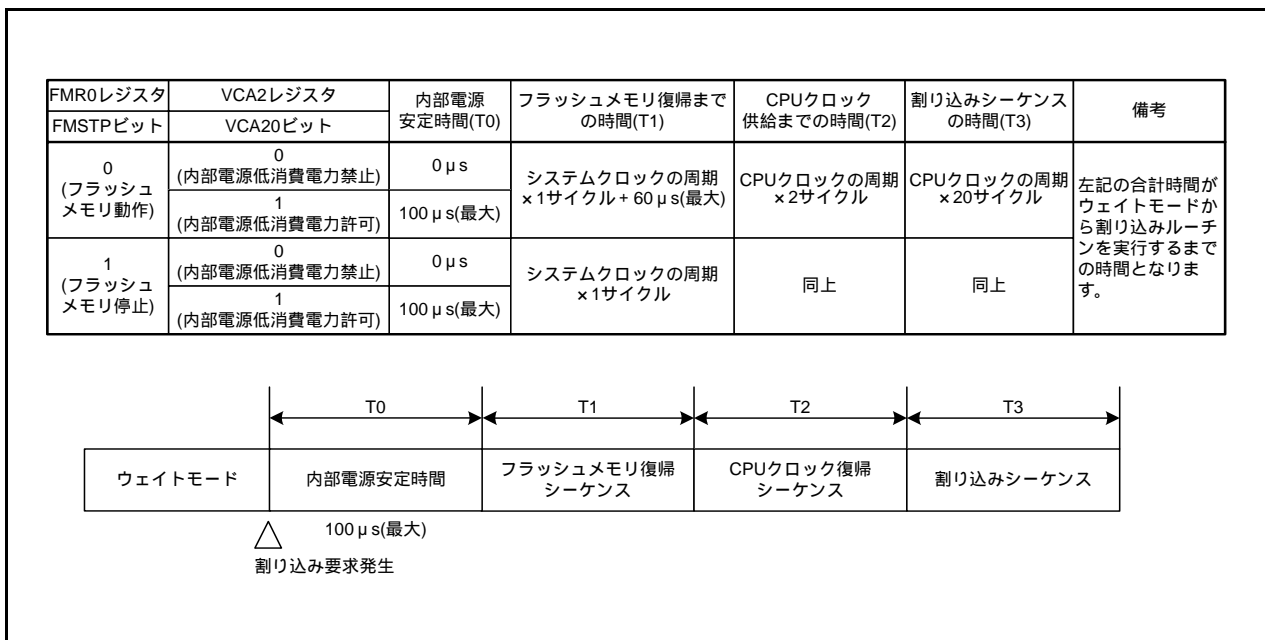 FMR0レジスタ
FMSTPビット
VCA2レジスタ
VCA20ビット
内部電源
安定時間(T0)
フラッシュメモリ復帰まで
の時間(T1)
CPUクロック
供給までの時間(T2)
割り込みシーケンス
の時間(T3)
備考
0
(フラッシュ
メモリ動作)
0
(内部電源低消費電力禁止)
0μs
1
(内部電源低消費電力許可)
100μs(最大)
システムクロックの周期
×1サイクル + 60μs(最大)
CPUクロックの周期
×2サイクル
CPUクロックの周期
×20サイクル
左記の合計時間が
ウェイトモードか
ら割り込みルーチ
ンを実行するまで
の時間となりま
す。
1
(フラッシュ
メモリ停止)
0
(内部電源低消費電力禁止)
0μs
1
(内部電源低消費電力許可)
100μs(最大)
システムクロックの周期
×1サイクル
同上
同上
T0
T1
T2
T3
ウェイトモード
内部電源安定時間
フラッシュメモリ復帰
シーケンス
CPUクロック復帰
シーケンス
割り込みシーケンス
100μs(最大)
割り込み要求発生